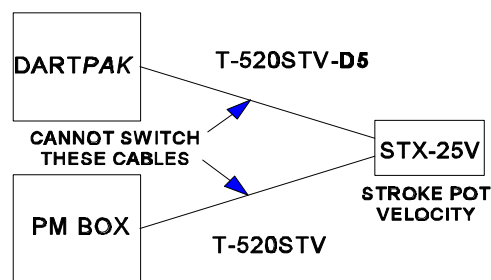 DARTPAK
T-520STV-D5
CANNOT SWITCH
THESE CABLES
STX-25V
STROKE POT
VELOCITY
PM BOX
T-520STV